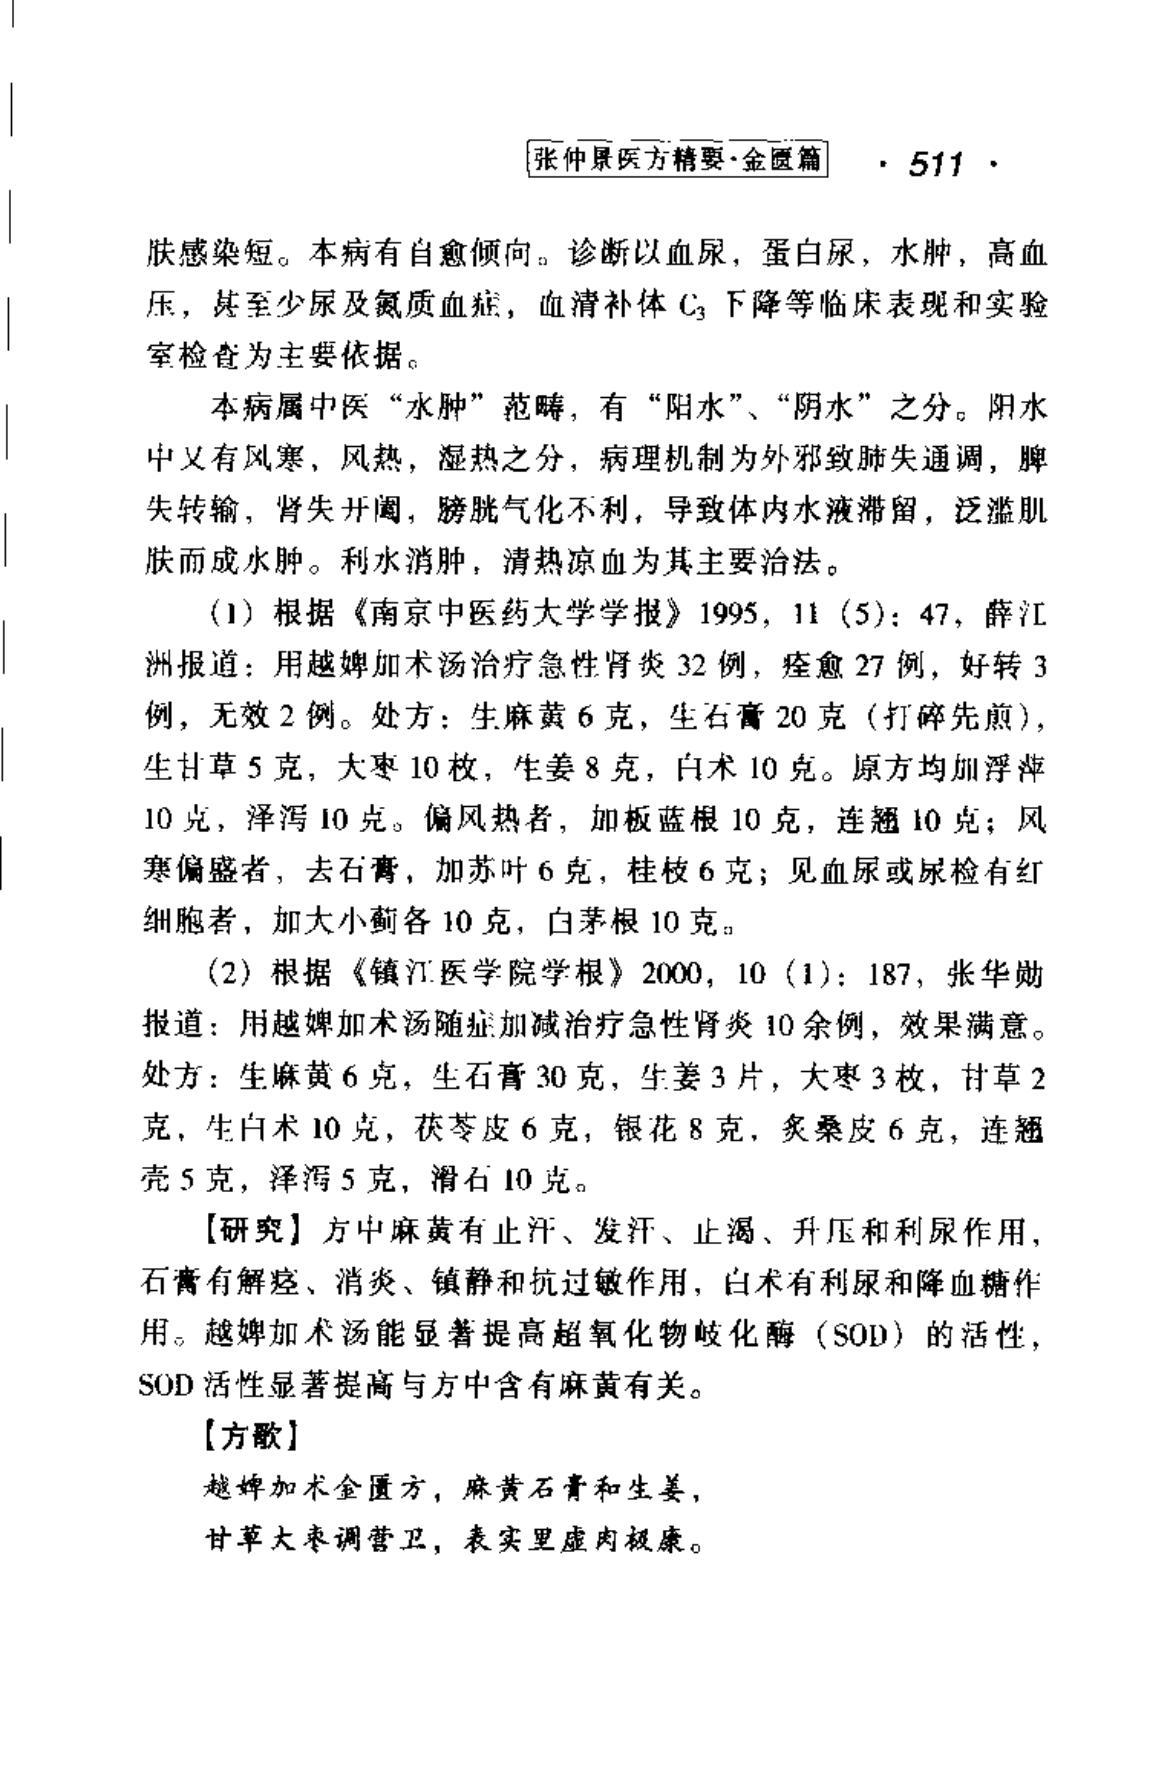 张仲景医方精要·金匮篇 · 511 ·
肤感染短。本病有自愈倾向。诊断以血尿，蛋白尿，水肿，高血
压，甚至少尿及氮质血症，血清补体 C₃ 下降等临床表现和实验
室检查为主要依据。
本病属中医“水肿”范畴，有“阳水”、“阴水”之分。阳水
中又有风寒，风热，湿热之分，病理机制为外邪致肺失通调，脾
失转输，肾失开阖，膀胱气化不利，导致体内水液滞留，泛滥肌
肤而成水肿。利水消肿，清热凉血为其主要治法。
（1）根据《南京中医药大学学报》1995，11（5）：47，薛江
洲报道：用越婢加术汤治疗急性肾炎 32 例，痊愈 27 例，好转 3
例，无效 2 例。处方：生麻黄 6 克，生石膏 20 克（打碎先煎），
生甘草 5 克，大枣 10 枚，生姜 8 克，白术 10 克。原方均加浮萍
10 克，泽泻 10 克。偏风热者，加板蓝根 10 克，连翘 10 克；风
寒偏盛者，去石膏，加苏叶 6 克，桂枝 6 克；见血尿或尿检有红
细胞者，加大小蓟各 10 克，白茅根 10 克。
（2）根据《镇江医学院学根》2000，10（1）：187，张华勋
报道：用越婢加术汤随症加减治疗急性肾炎 10 余例，效果满意。
处方：生麻黄 6 克，生石膏 30 克，生姜 3 片，大枣 3 枚，甘草 2
克，生白术 10 克，茯苓皮 6 克，银花 8 克，炙桑皮 6 克，连翘
壳 5 克，泽泻 5 克，滑石 10 克。
【研究】方中麻黄有止汗、发汗、止渴、升压和利尿作用，
石膏有解痉、消炎、镇静和抗过敏作用，白术有利尿和降血糖作
用。越婢加术汤能显著提高超氧化物岐化酶（SOD）的活性，
SOD 活性显著提高与方中含有麻黄有关。
【方歌】
越婢加术金匮方，麻黄石膏和生姜，
甘草大枣调营卫，表实里虚肉极康。